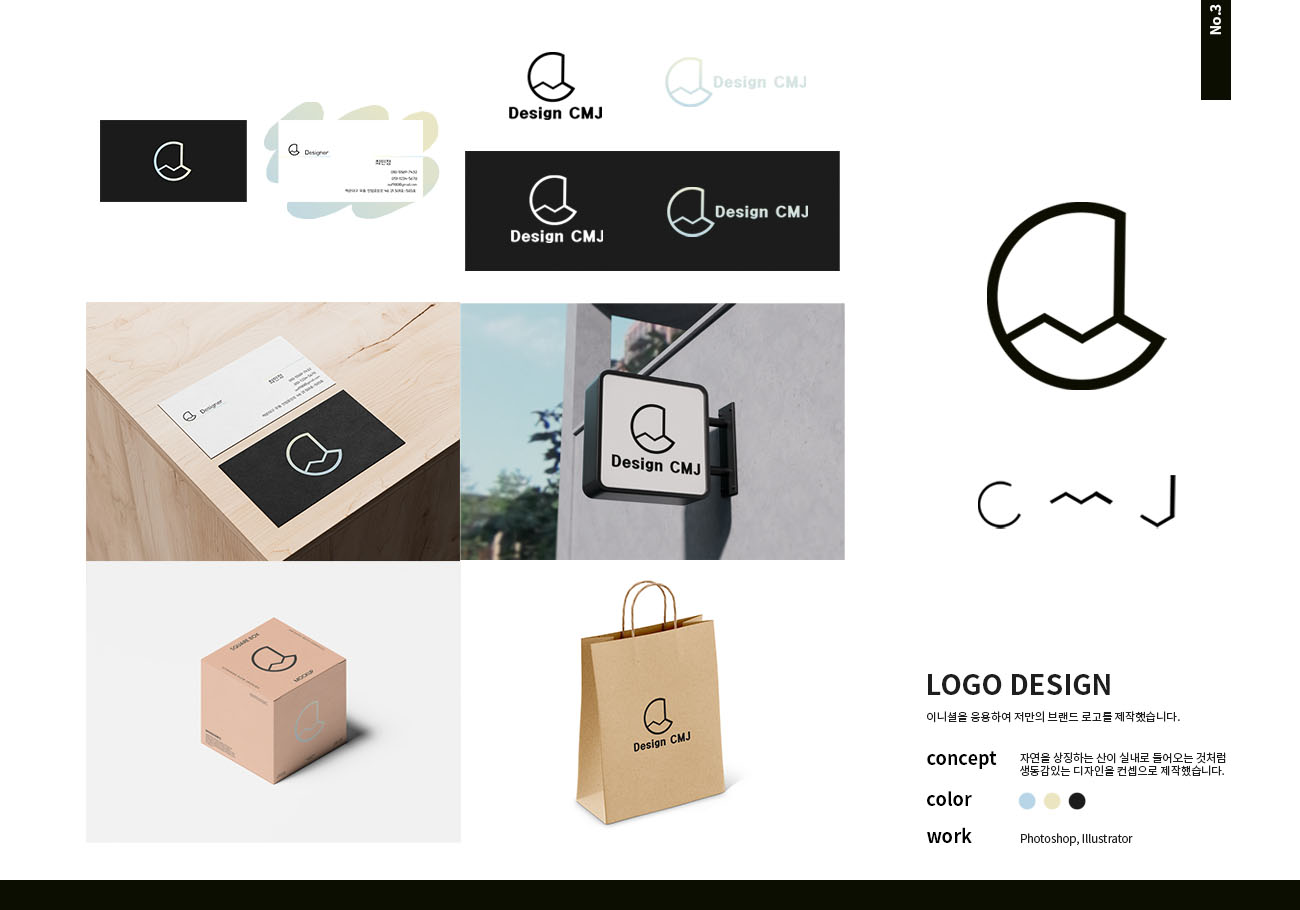 No.3
Design CMJ
Design CMJ
Design CMJ
Design CMJ
Designer
최민정
Designer
최민정
Design CMJ
SQUARE BOX
MOCKUP
Design CMJ
LOGO DESIGN
이니셜을 응용하여 저만의 브랜드 로고를 제작했습니다.
concept
자연을 상징하는 산이 실내로 들어오는 것처럼
생동감있는 디자인을 컨셉으로 제작했습니다.
color
work
Photoshop, Illustrator